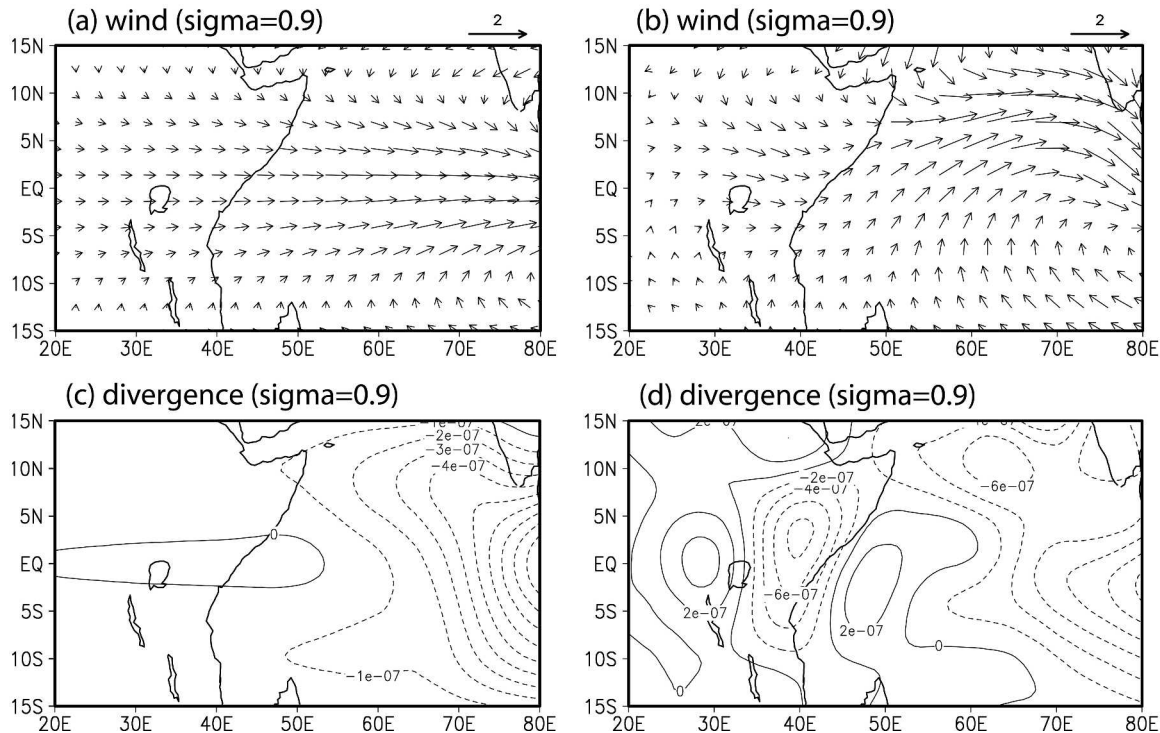 (a) wind (sigma=0.9)
2
15N
10N
5N
EQ
5S
10S
15S
20E 30E 40E 50E 60E 70E 80E
(b) wind (sigma=0.9)
2
15N
10N
5N
EQ
5S
10S
15S
20E 30E 40E 50E 60E 70E 80E
(c) divergence (sigma=0.9)
15N
10N
5N
EQ
5S
10S
15S
-1e-07
-2e-07
-3e-07
-4e-07
0
-1e-07
20E 30E 40E 50E 60E 70E 80E
(d) divergence (sigma=0.9)
15N
10N
5N
EQ
5S
10S
15S
2e-07
-2e-07
-4e-07
-6e-07
-6e-07
2e-07
2e-07
0
0
20E 30E 40E 50E 60E 70E 80E